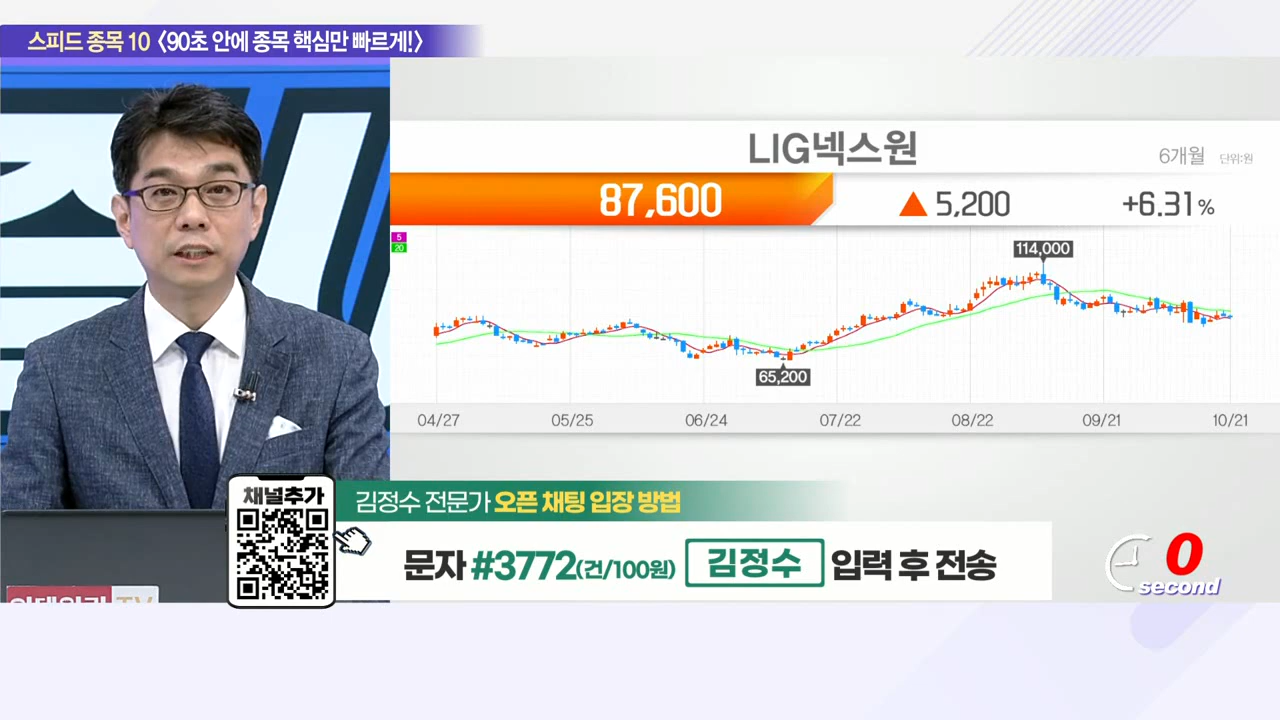 스피드 종목 10 〈90초 안에 종목 핵심만 빠르게!〉
LIG넥스원
6개월 단위:원
87,600 ▲ 5,200 +6.31%
5
20
114,000
65,200
04/27 05/25 06/24 07/22 08/22 09/21 10/21
채널추가
김정수 전문가 오픈 채팅 입장 방법
문자 #3772(건/100원) 김정수 입력 후 전송
0
second